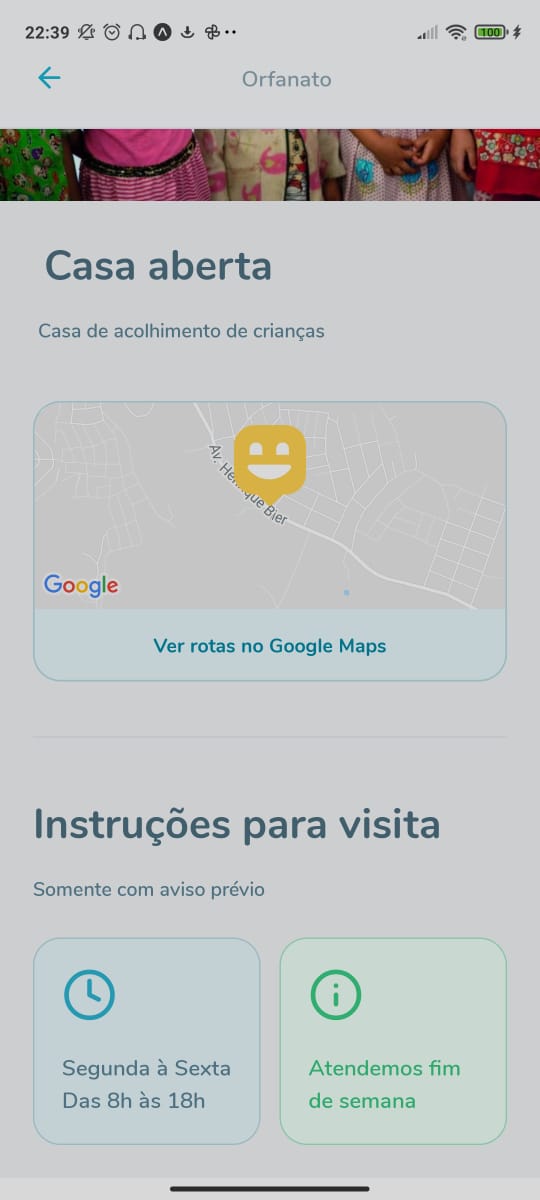 22:39
100
Orfanato
Casa aberta
Casa de acolhimento de crianças
Av. Henrique Bier
Google
Ver rotas no Google Maps
Instruções para visita
Somente com aviso prévio
Segunda à Sexta
Das 8h às 18h
Atendemos fim
de semana